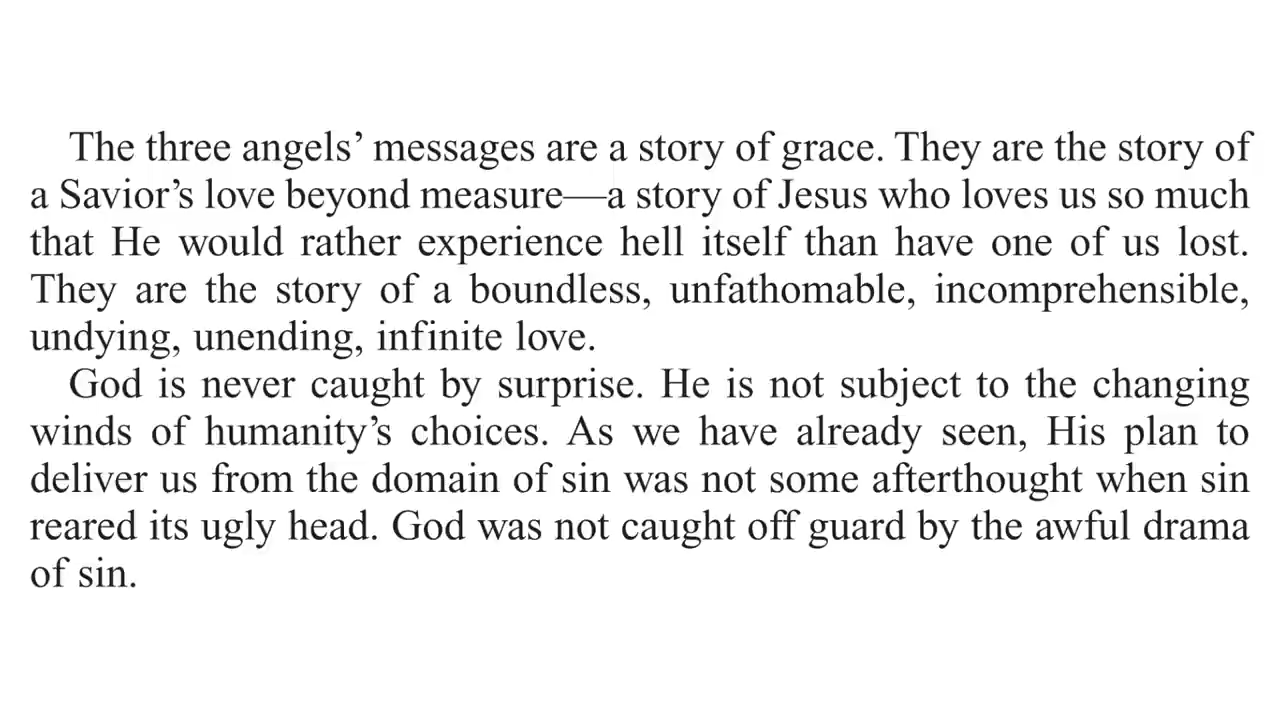 The three angels’ messages are a story of grace. They are the story of
a Savior’s love beyond measure—a story of Jesus who loves us so much
that He would rather experience hell itself than have one of us lost.
They are the story of a boundless, unfathomable, incomprehensible,
undying, unending, infinite love.
God is never caught by surprise. He is not subject to the changing
winds of humanity’s choices. As we have already seen, His plan to
deliver us from the domain of sin was not some afterthought when sin
reared its ugly head. God was not caught off guard by the awful drama
of sin.